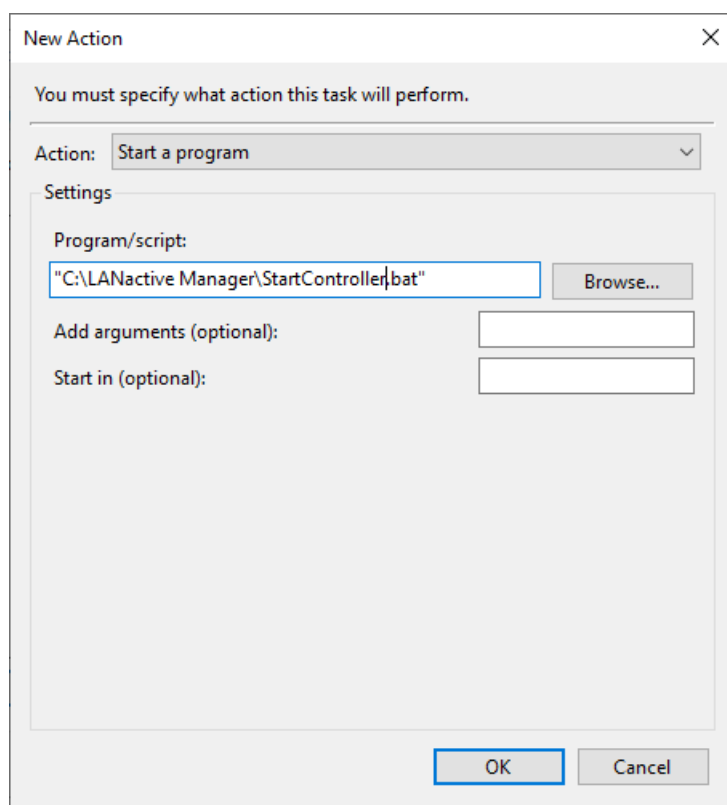 New Action
You must specify what action this task will perform.
Action: Start a program
Settings
Program/script:
"C:\LANactive Manager\StartController.bat"
Browse...
Add arguments (optional):
Start in (optional):
OK Cancel